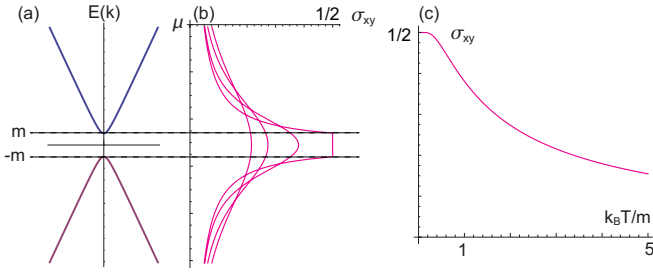 (a)
E(k)
m
-m
(b)
μ
1/2
σxy
(c)
1/2
σxy
kBT/m
1
5